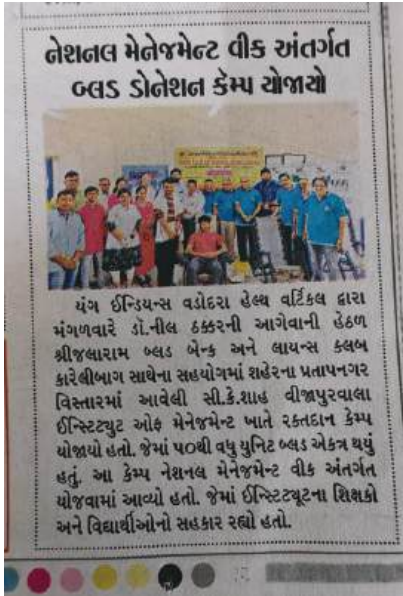 નેશનલ મેનેજમેન્ટ વીક અંતર્ગત
બ્લડ ડોનેશન કેમ્પ યોજાયો
યંગ ઈન્ડિયન્સ વડોદરા હેલ્થ વર્ટિકલ દ્વારા
મંગળવારે ડૉ.નીલ ઠક્કરની આગેવાની હેઠળ
શ્રીજલારામ બ્લડ બેન્ક અને લાયન્સ ક્લબ
કારેલીબાગ સાથેના સહયોગમાં શહેરના પ્રતાપનગર
વિસ્તારમાં આવેલી સી.કે.શાહ વીજાપુરવાલા
ઈન્સ્ટિટ્યુટ ઓફ મેનેજમેન્ટ ખાતે રક્તદાન કેમ્પ
યોજાયો હતો. જેમાં ૫૦થી વધુ યુનિટ બ્લડ એકત્ર થયું
હતું. આ કેમ્પ નેશનલ મેનેજમેન્ટ વીક અંતર્ગત
યોજવામાં આવ્યો હતો. જેમાં ઈન્સ્ટિટ્યૂટના શિક્ષકો
અને વિદ્યાર્થીઓનો સહકાર રહ્યો હતો.